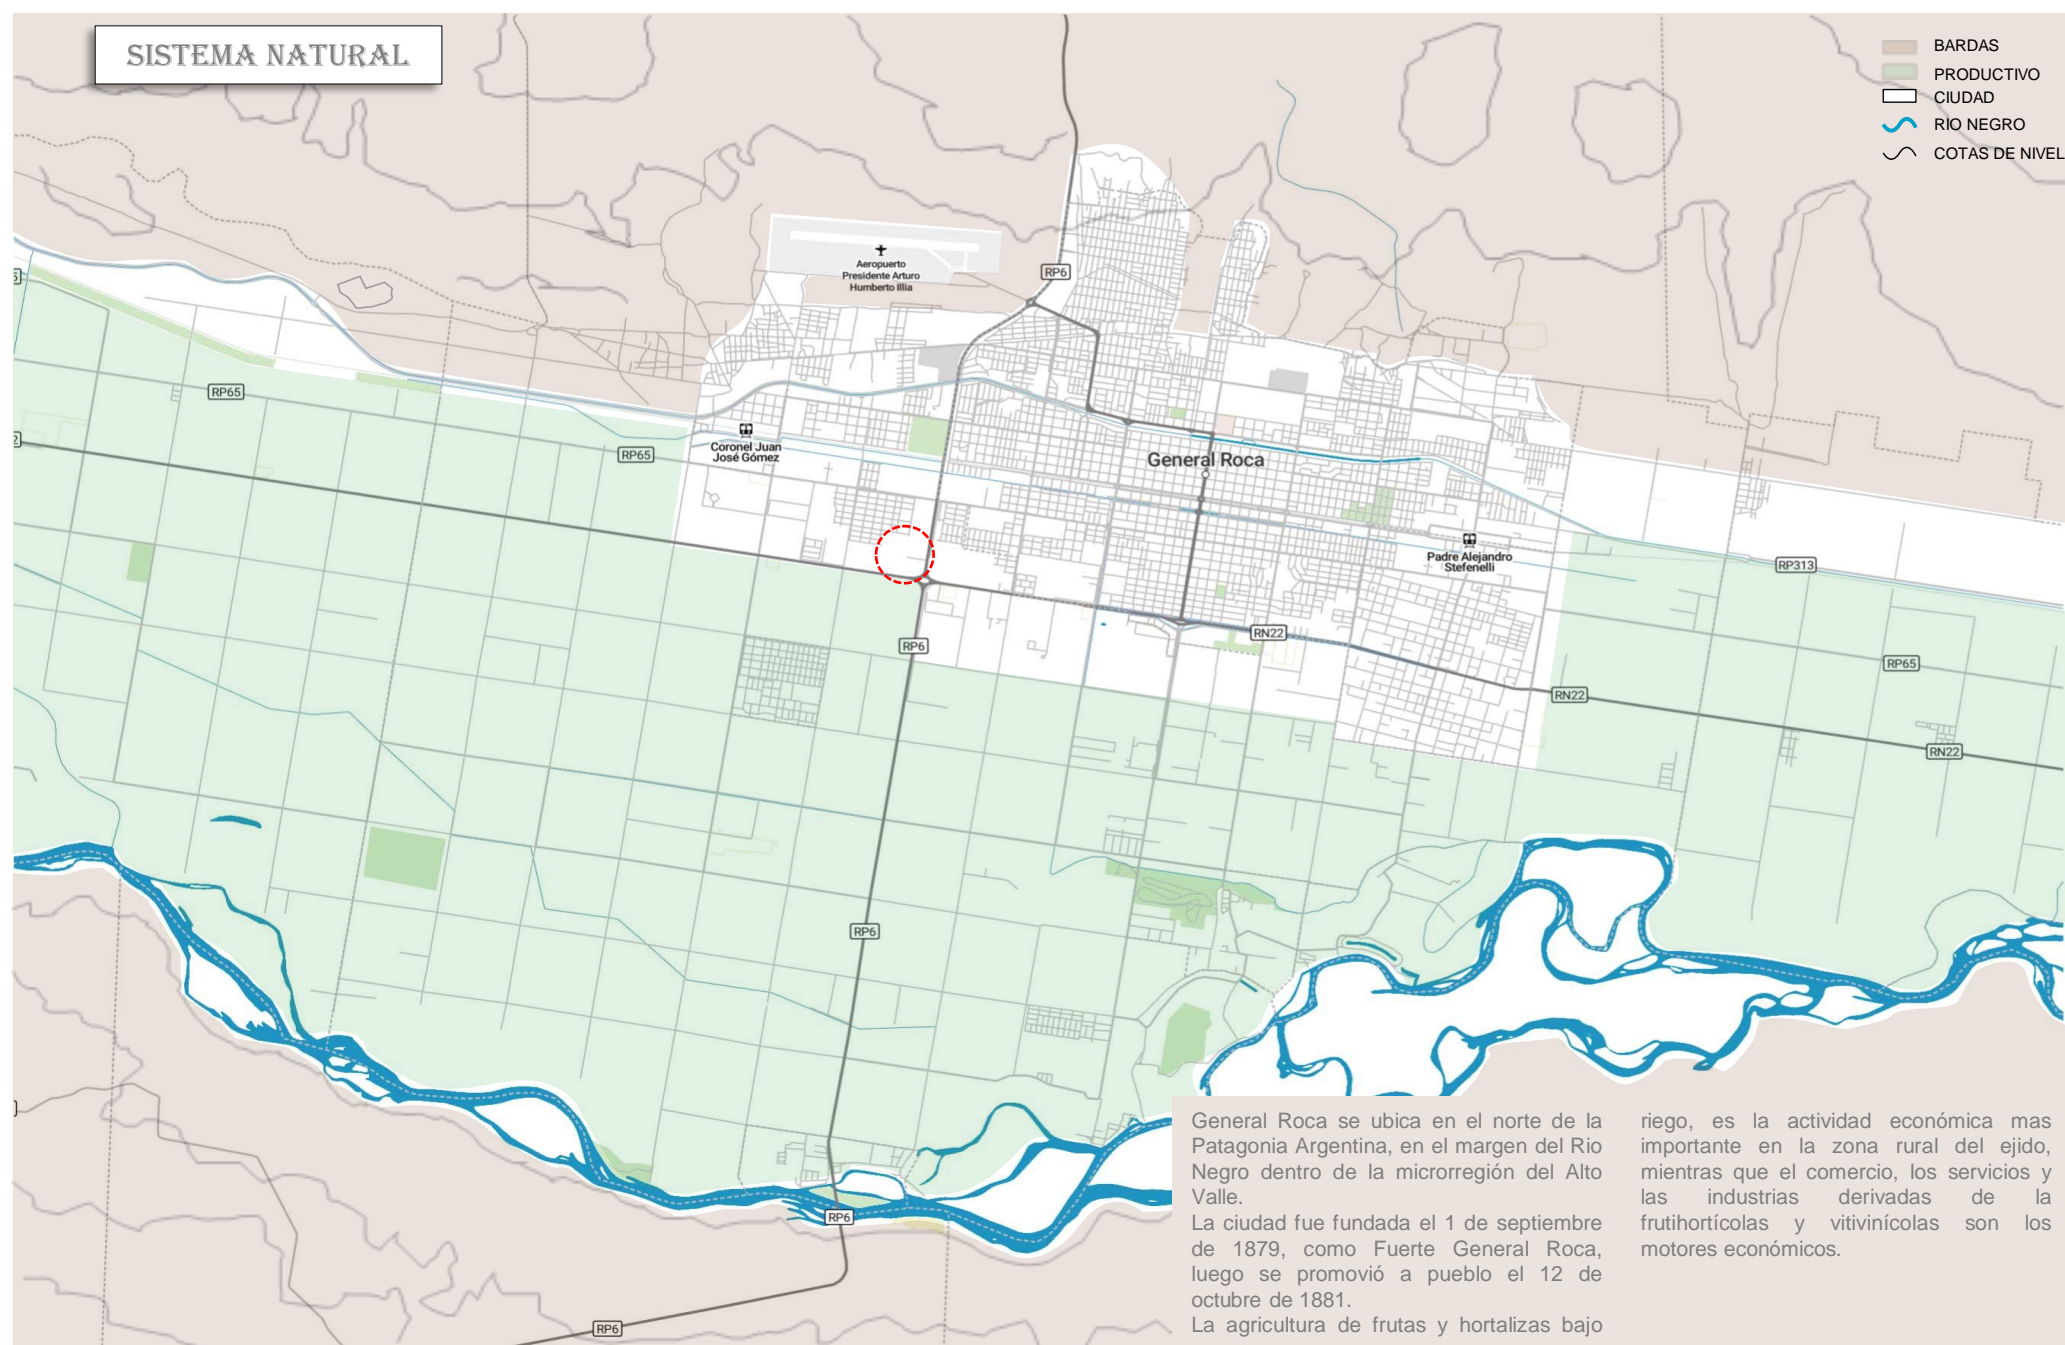 SISTEMA NATURAL
BARDAS
PRODUCTIVO
CIUDAD
RIO NEGRO
COTAS DE NIVEL
Aeropuerto
Presidente Arturo
Humberto Illia
RP6
5
RP65
2
RP65
Coronel Juan
José Gómez
General Roca
Padre Alejandro
Stefenelli
RP313
RN22
RP6
RP65
RN22
RN22
RP6
RP6
RP6
General Roca se ubica en el norte de la
Patagonia Argentina, en el margen del Rio
Negro dentro de la microrregión del Alto
Valle.
La ciudad fue fundada el 1 de septiembre
de 1879, como Fuerte General Roca,
luego se promovió a pueblo el 12 de
octubre de 1881.
La agricultura de frutas y hortalizas bajo
riego, es la actividad económica mas
importante en la zona rural del ejido,
mientras que el comercio, los servicios y
las industrias derivadas de la
frutihortícolas y vitivinícolas son los
motores económicos.